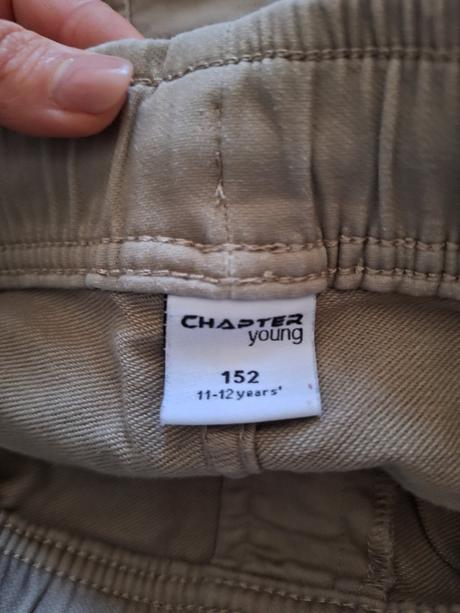 CHAPTER
young
152
11-12 years'